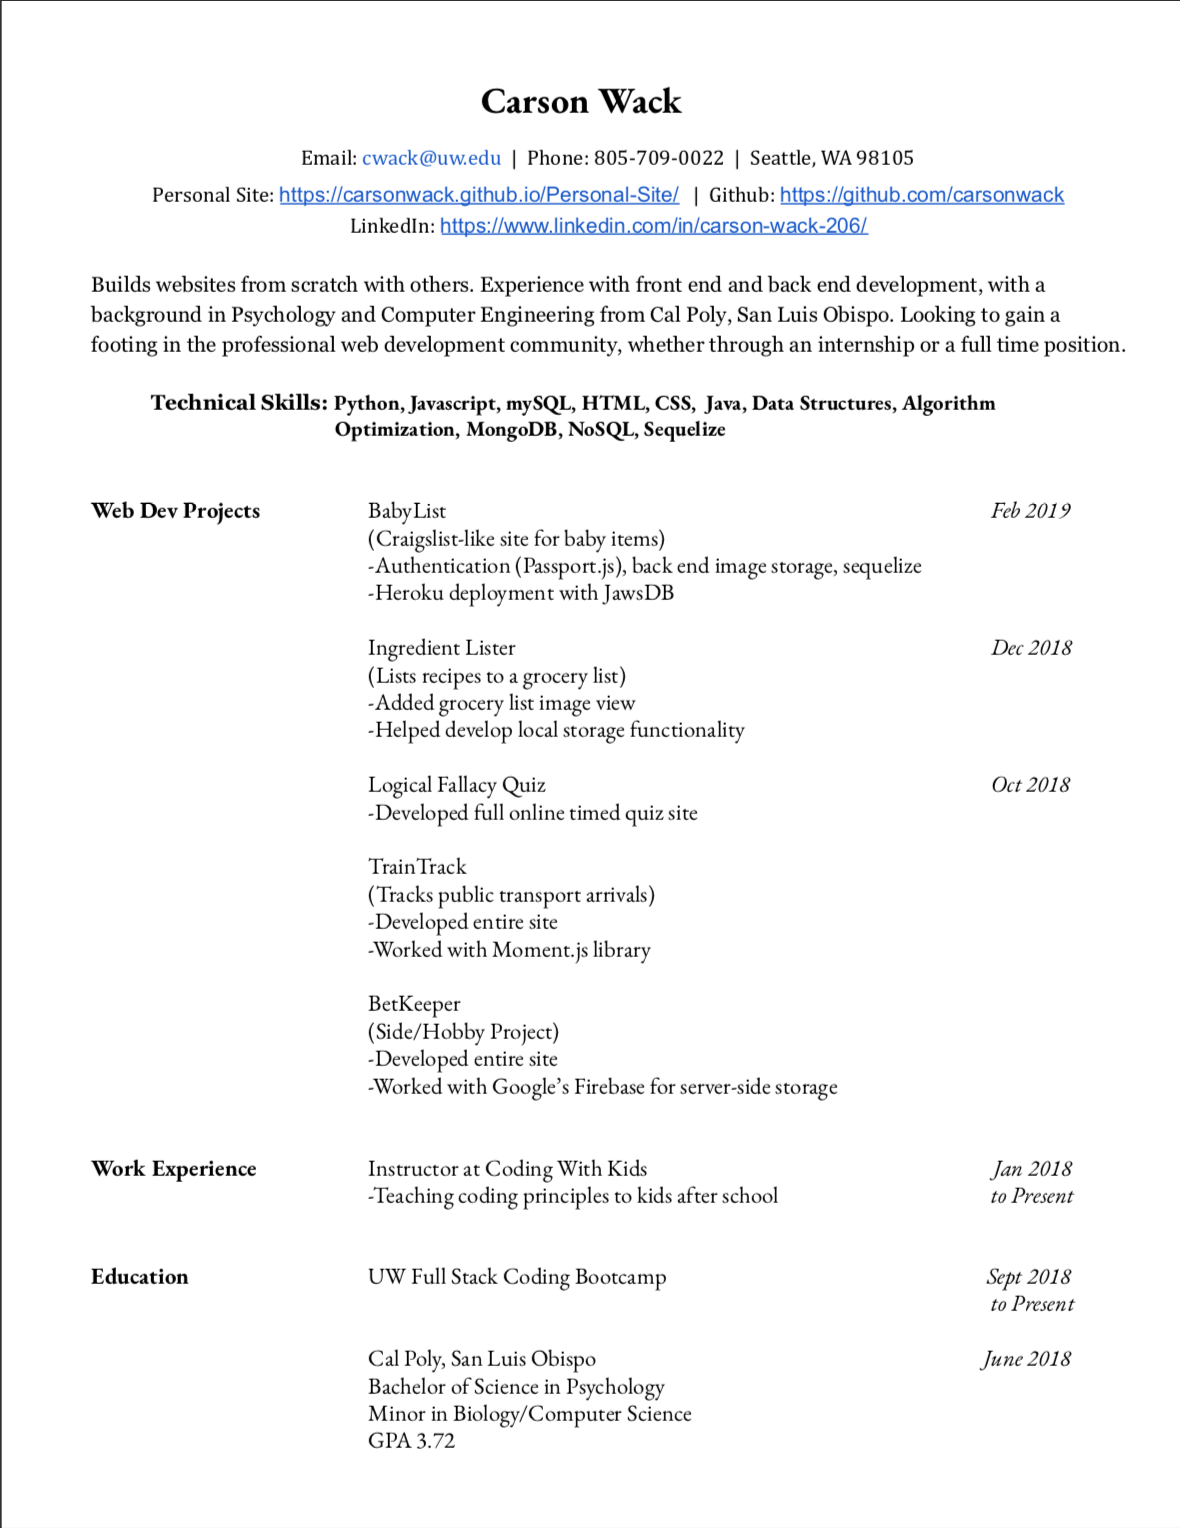 Carson Wack
Email: cwack@uw.edu | Phone: 805-709-0022 | Seattle, WA 98105
Personal Site: https://carsonwack.github.io/Personal-Site/ | Github: https://github.com/carsonwack
LinkedIn: https://www.linkedin.com/in/carson-wack-206/
Builds websites from scratch with others. Experience with front end and back end development, with a
background in Psychology and Computer Engineering from Cal Poly, San Luis Obispo. Looking to gain a
footing in the professional web development community, whether through an internship or a full time position.
Technical Skills: Python, Javascript, mySQL, HTML, CSS, Java, Data Structures, Algorithm
Optimization, MongoDB, NoSQL, Sequelize
Web Dev Projects BabyList Feb 2019
(Craigslist-like site for baby items)
-Authentication (Passport.js), back end image storage, sequelize
-Heroku deployment with JawsDB
Ingredient Lister Dec 2018
(Lists recipes to a grocery list)
-Added grocery list image view
-Helped develop local storage functionality
Logical Fallacy Quiz Oct 2018
-Developed full online timed quiz site
TrainTrack
(Tracks public transport arrivals)
-Developed entire site
-Worked with Moment.js library
BetKeeper
(Side/Hobby Project)
-Developed entire site
-Worked with Google's Firebase for server-side storage
Work Experience Instructor at Coding With Kids Jan 2018
-Teaching coding principles to kids after school to Present
Education UW Full Stack Coding Bootcamp Sept 2018
to Present
Cal Poly, San Luis Obispo June 2018
Bachelor of Science in Psychology
Minor in Biology/Computer Science
GPA 3.72